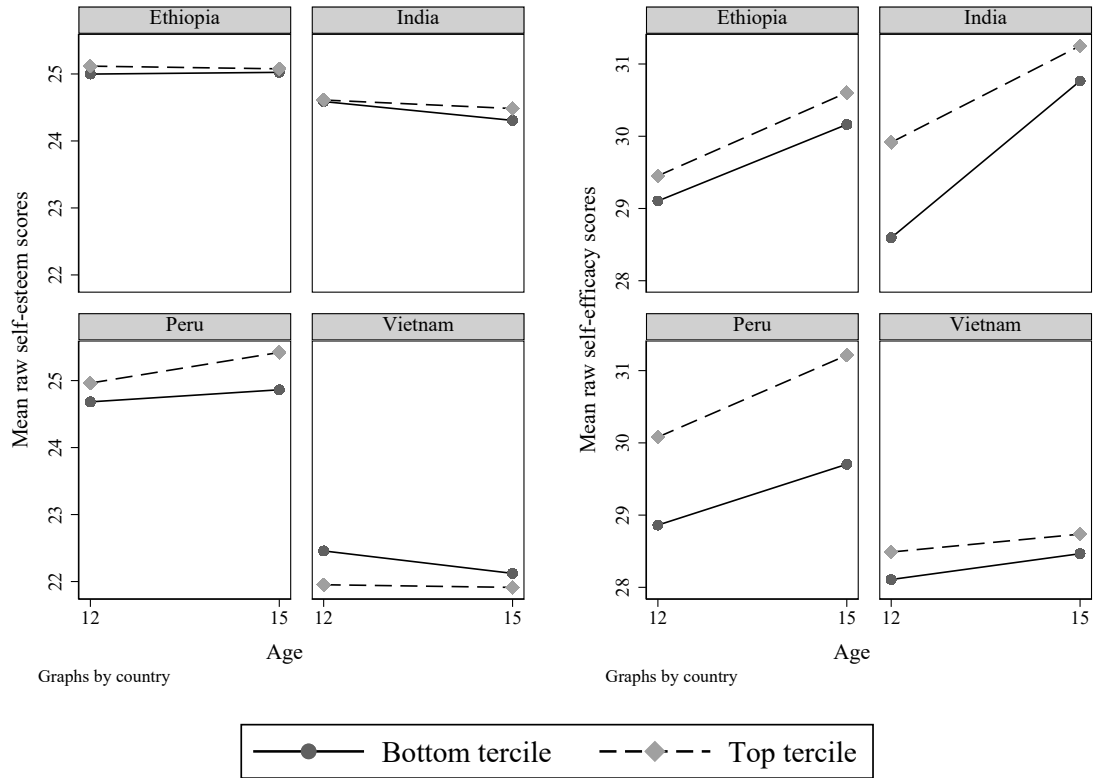 Ethiopia
India
25
24
23
22
Peru
Vietnam
25
24
23
22
12
15
12
15
Mean raw self-esteem scores
Age
Graphs by country
Ethiopia
India
31
30
29
28
Peru
Vietnam
31
30
29
28
12
15
12
15
Mean raw self-efficacy scores
Age
Graphs by country
Bottom tercile
Top tercile